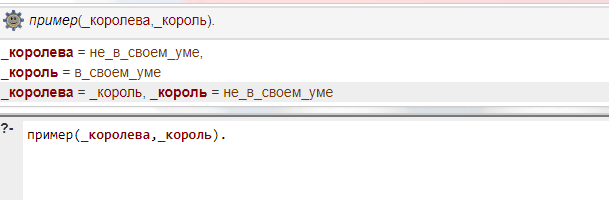 пример(_королева,_король).
_королева = не_в_своем_уме,
_король = в_своем_уме
_королева = _король, _король = не_в_своем_уме
?- пример(_королева,_король).